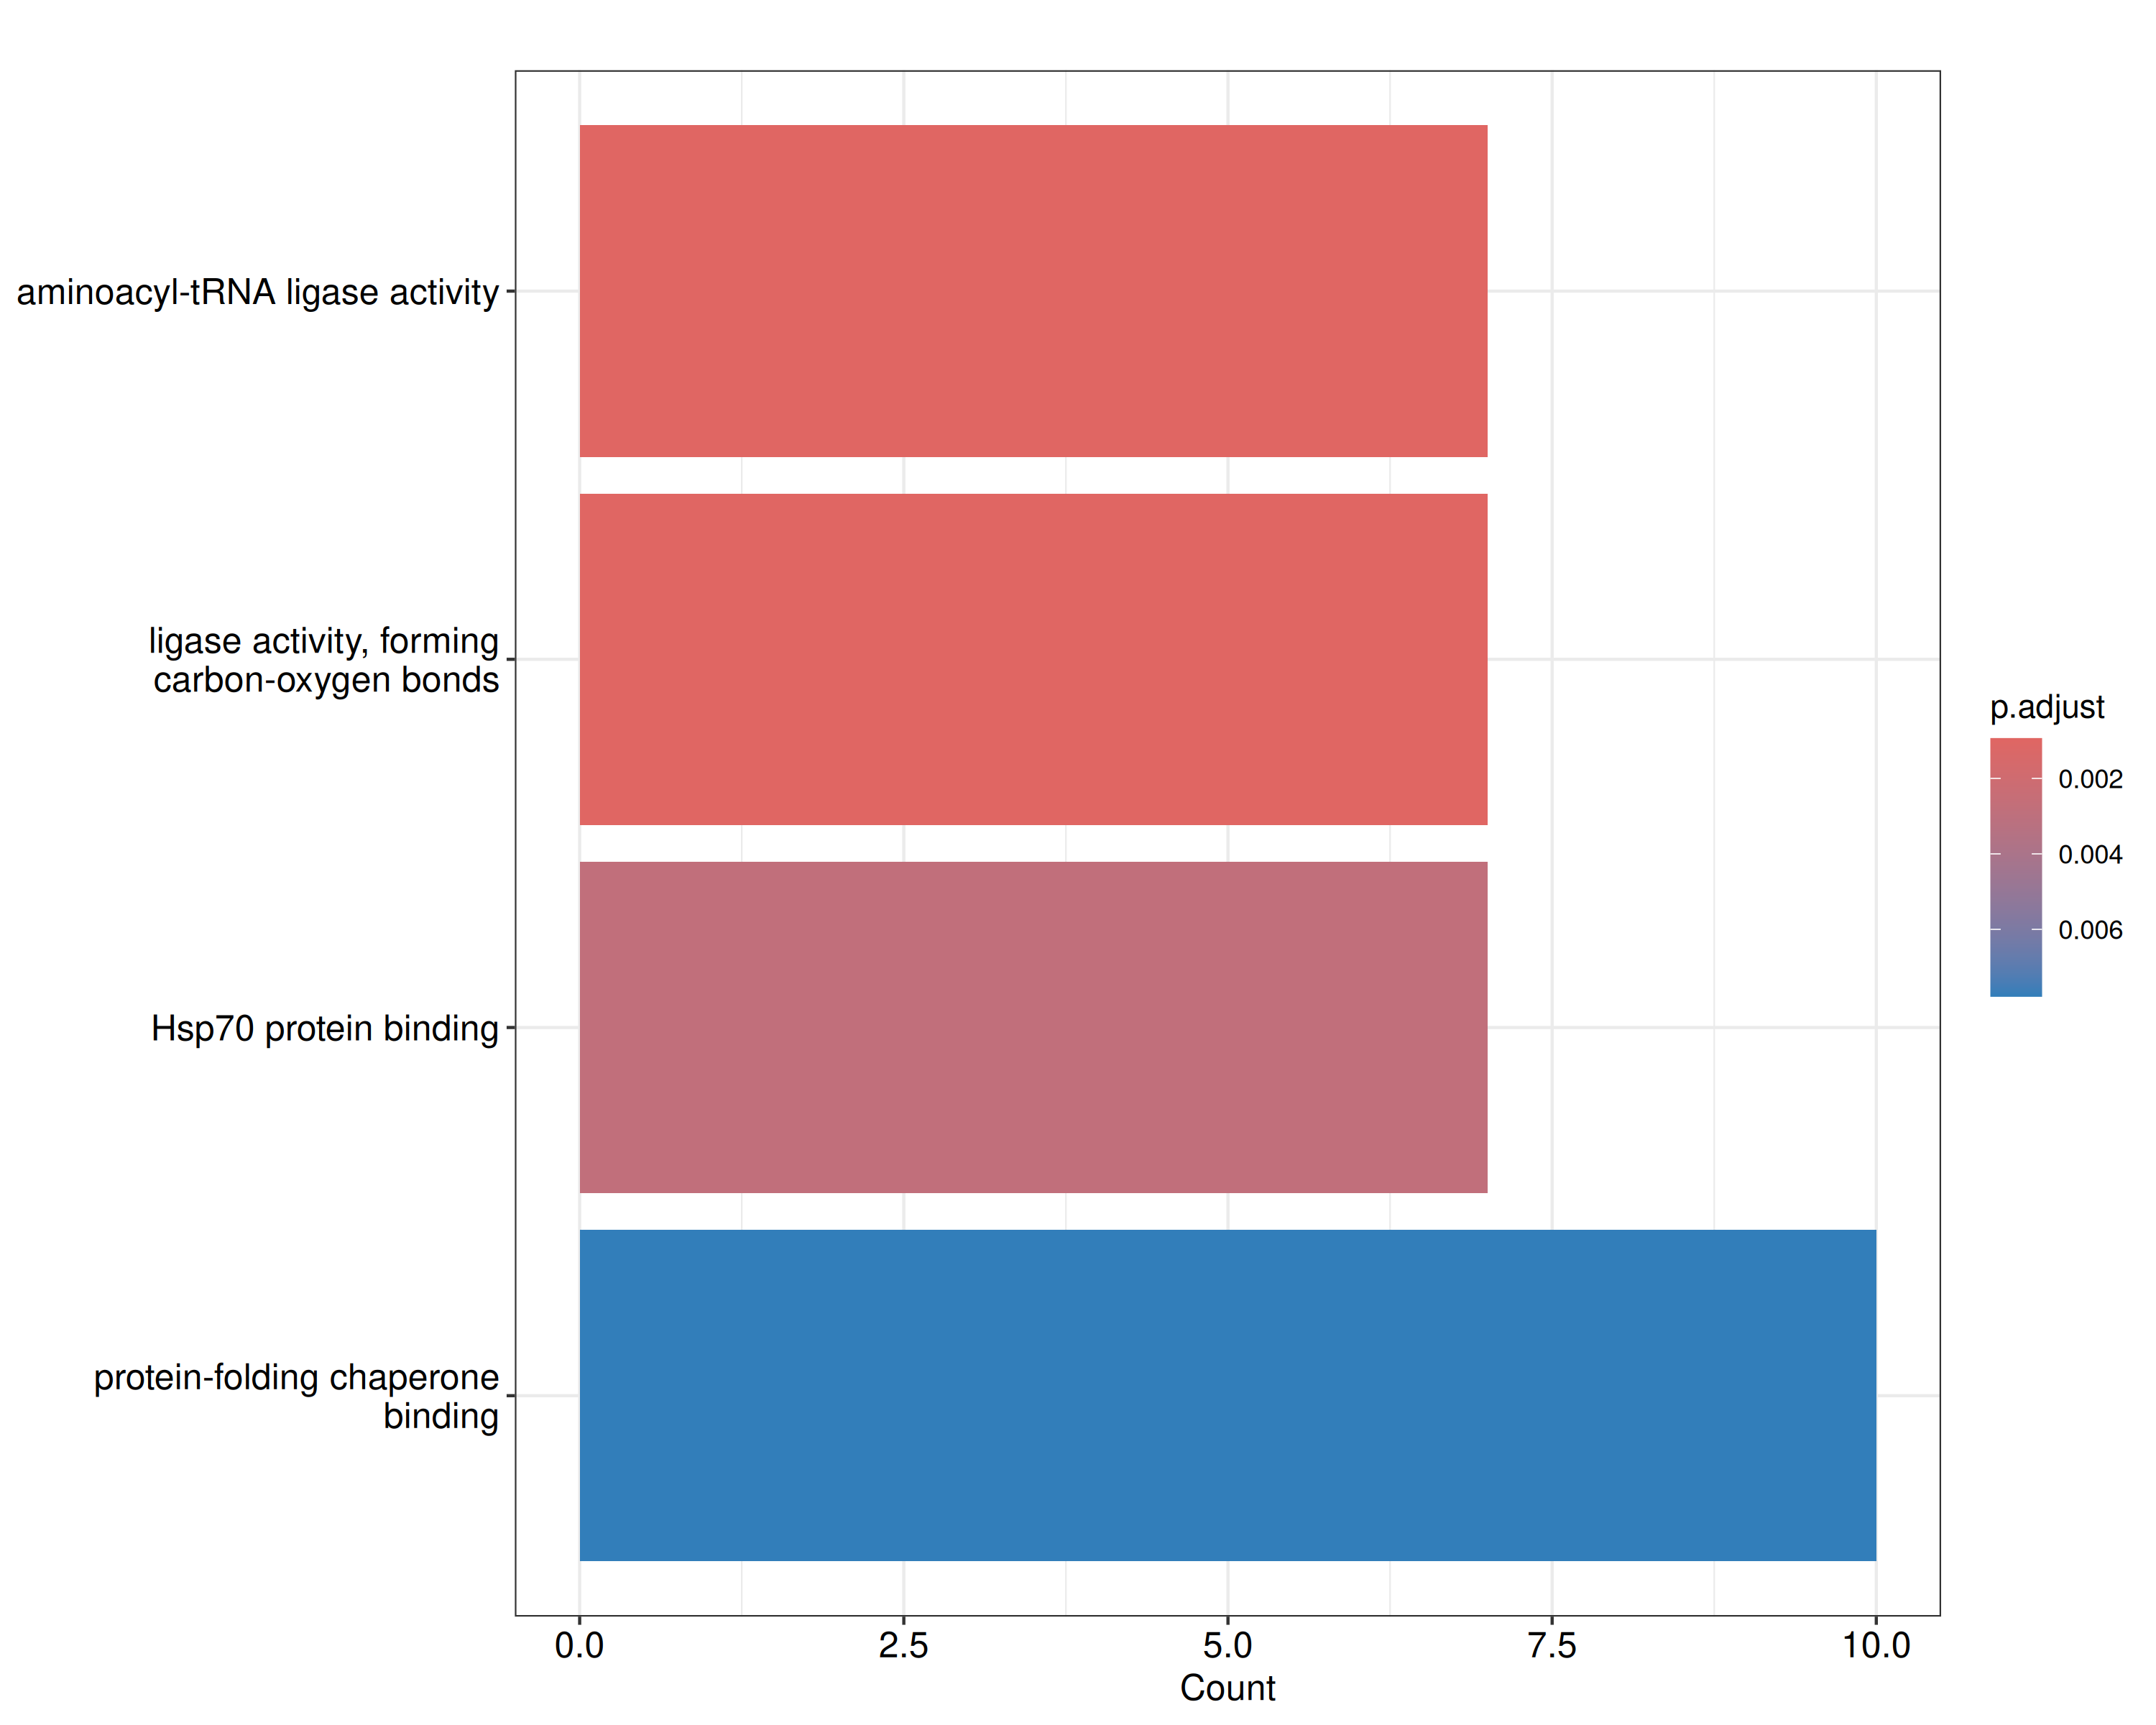 aminoacyl-tRNA ligase activity
ligase activity, forming
carbon-oxygen bonds
Hsp70 protein binding
protein-folding chaperone
binding
0.0
2.5
5.0
7.5
10.0
Count
p.adjust
0.002
0.004
0.006